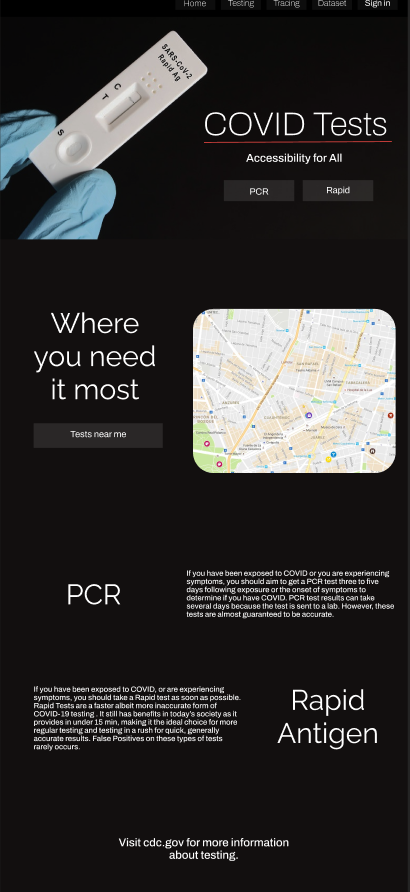 Home Testing Tracing Dataset Sign in
SARS-CoV-2
Rapid Ag
C
T
S
COVID Tests
Accessibility for All
PCR Rapid
Where
you need
it most
Tests near me
PCR
If you have been exposed to COVID or you are experiencing
symptoms, you should aim to get a PCR test three to five
days following exposure or the onset of symptoms to
determine if you have COVID. PCR test results can take
several days because the test is sent to a lab. However, these
tests are almost guaranteed to be accurate.
If you have been exposed to COVID, or are experiencing
symptoms, you should take a Rapid test as soon as possible.
Rapid Tests are a faster albeit more inaccurate form of
COVID-19 testing . It still has benefits in today's society as it
provides in under 15 min, making it the ideal choice for more
regular testing and testing in a rush for quick, generally
accurate results. False Positives on these types of tests
rarely occurs.
Rapid
Antigen
Visit cdc.gov for more information
about testing.